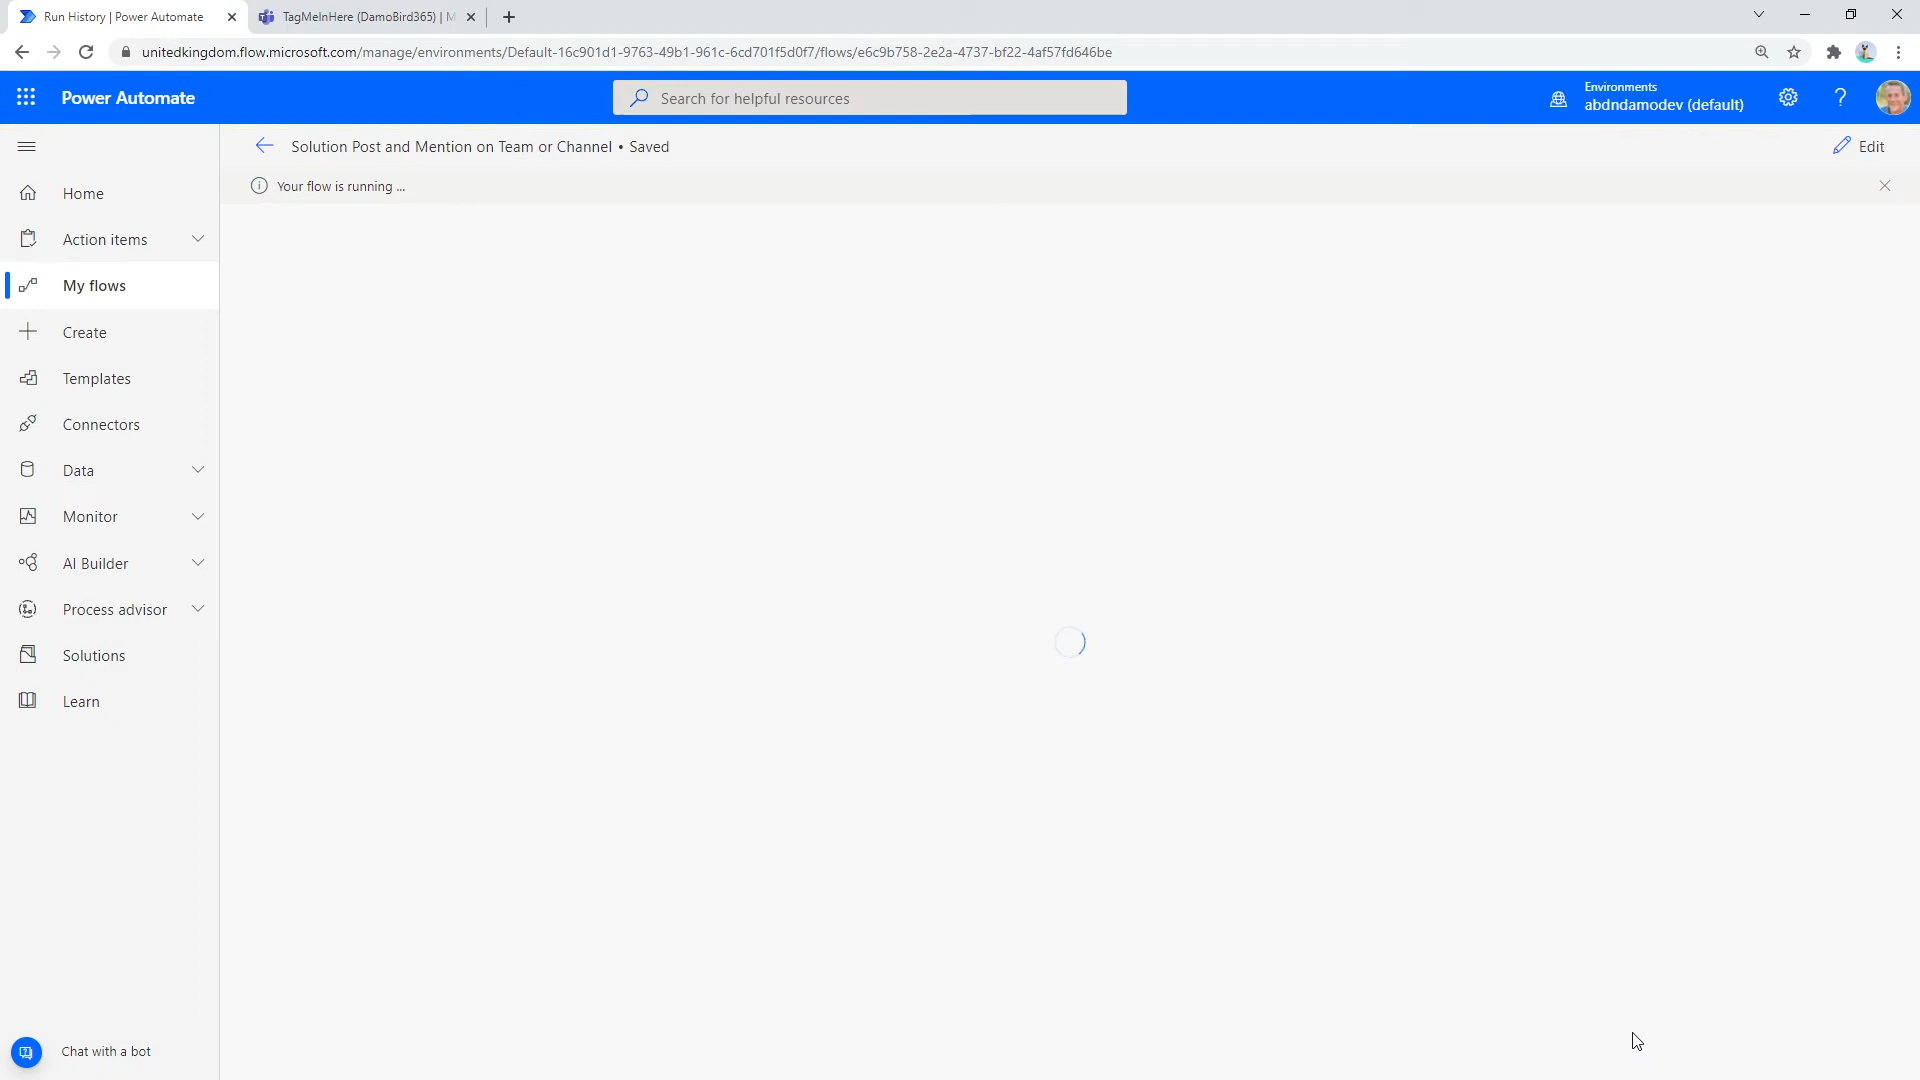 Run History | Power Automate
TagMeInHere (DamoBird365) | M
unitedkingdom.flow.microsoft.com/manage/environments/Default-16c901d1-9763-49b1-961c-6cd701f5d0f7/flows/e6c9b758-2e2a-4737-bf22-4af57fd646be
Power Automate
Search for helpful resources
Environments
abdndamodev (default)
Solution Post and Mention on Team or Channel • Saved
Edit
Your flow is running ...
Home
Action items
My flows
Create
Templates
Connectors
Data
Monitor
AI Builder
Process advisor
Solutions
Learn
Chat with a bot